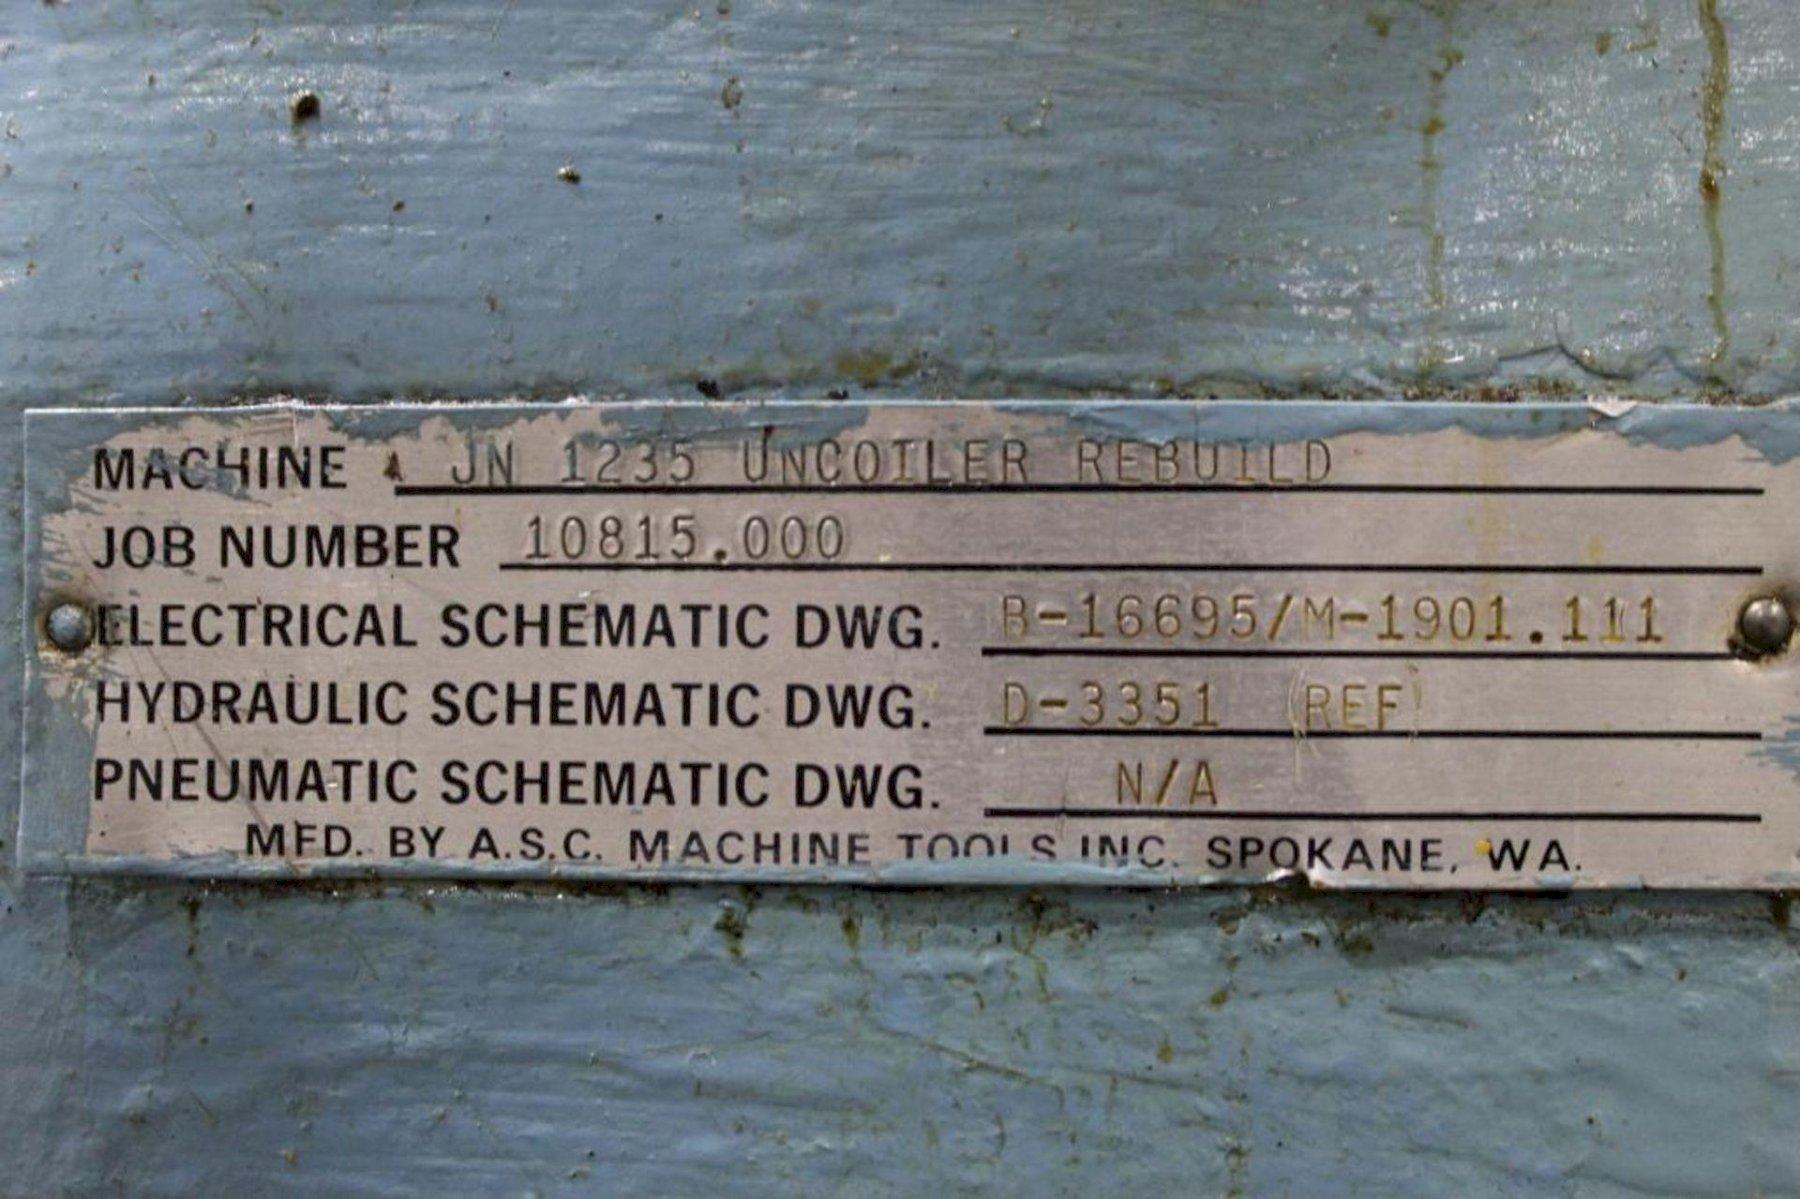 MACHINE JN 1235 UNCOILER REBUILD
JOB NUMBER 10815.000
ELECTRICAL SCHEMATIC DWG. B-16695/M-1901.111
HYDRAULIC SCHEMATIC DWG. D-3351 (REF)
PNEUMATIC SCHEMATIC DWG. N/A
MFD. BY A.S.C. MACHINE TOOLS INC. SPOKANE, WA.